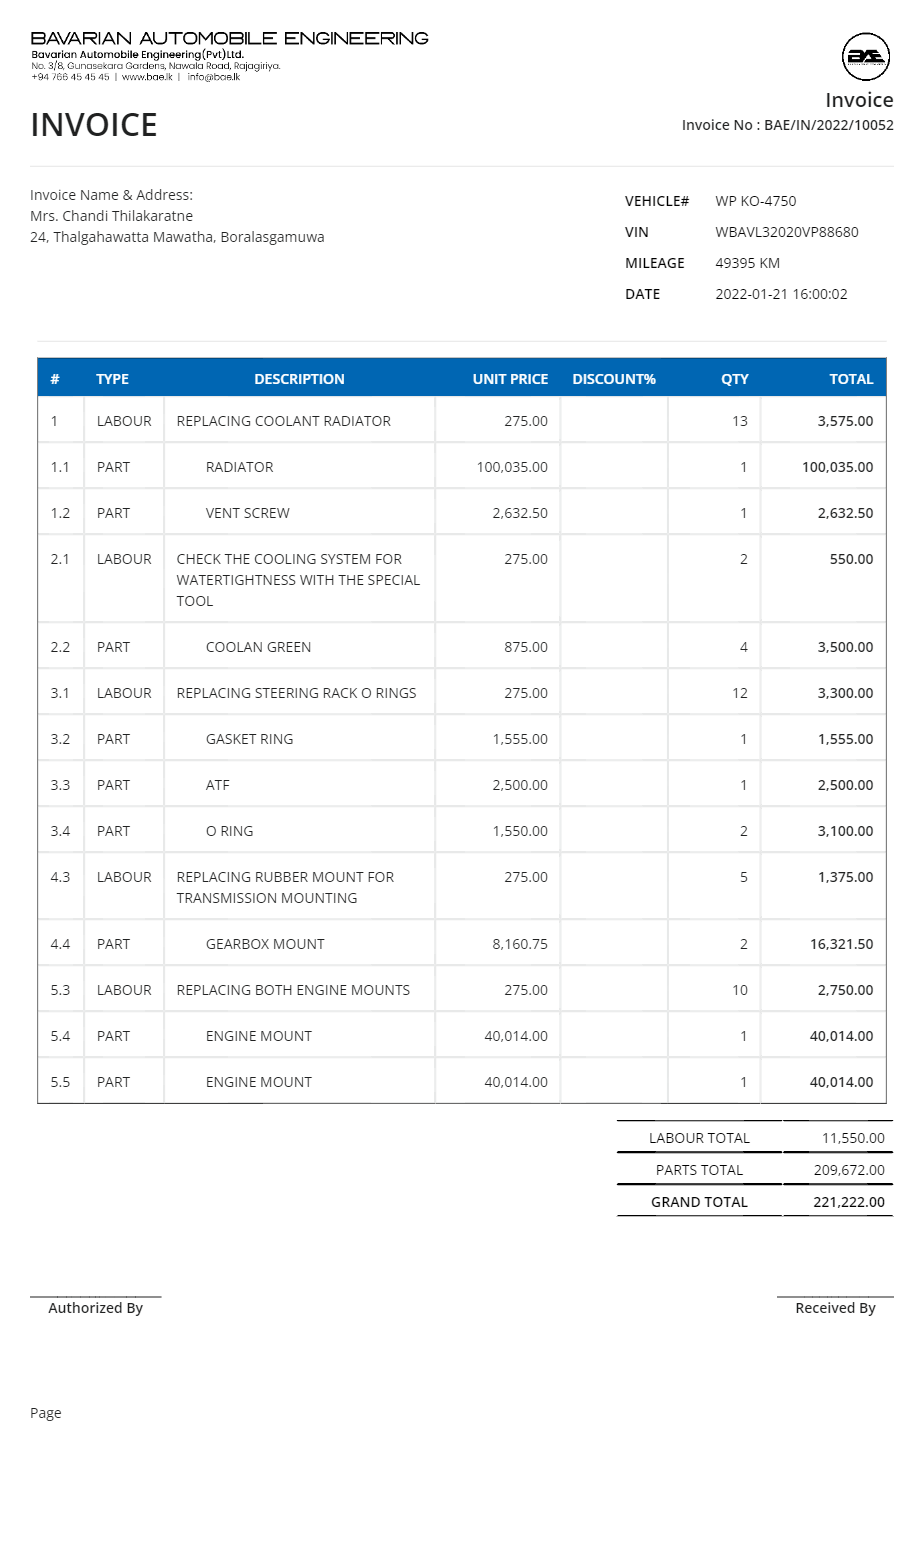 BAVARIAN AUTOMOBILE ENGINEERING
Bavarian Automobile Engineering(Pvt)Ltd.
No. 3/8, Gunasekara Gardens, Nawala Road, Rajagiriya.
+94 766 45 45 45 | www.bae.lk | info@bae.lk
BAE
Invoice
INVOICE
Invoice No : BAE/IN/2022/10052
Invoice Name & Address:
Mrs. Chandi Thilakaratne
24, Thalgahawatta Mawatha, Boralasgamuwa
VEHICLE# WP KO-4750
VIN WBAVL32020VP88680
MILEAGE 49395 KM
DATE 2022-01-21 16:00:02
# TYPE DESCRIPTION UNIT PRICE DISCOUNT% QTY TOTAL
1 LABOUR REPLACING COOLANT RADIATOR 275.00 13 3,575.00
1.1 PART RADIATOR 100,035.00 1 100,035.00
1.2 PART VENT SCREW 2,632.50 1 2,632.50
2.1 LABOUR CHECK THE COOLING SYSTEM FOR 275.00 2 550.00
WATERTIGHTNESS WITH THE SPECIAL
TOOL
2.2 PART COOLAN GREEN 875.00 4 3,500.00
3.1 LABOUR REPLACING STEERING RACK O RINGS 275.00 12 3,300.00
3.2 PART GASKET RING 1,555.00 1 1,555.00
3.3 PART ATF 2,500.00 1 2,500.00
3.4 PART O RING 1,550.00 2 3,100.00
4.3 LABOUR REPLACING RUBBER MOUNT FOR 275.00 5 1,375.00
TRANSMISSION MOUNTING
4.4 PART GEARBOX MOUNT 8,160.75 2 16,321.50
5.3 LABOUR REPLACING BOTH ENGINE MOUNTS 275.00 10 2,750.00
5.4 PART ENGINE MOUNT 40,014.00 1 40,014.00
5.5 PART ENGINE MOUNT 40,014.00 1 40,014.00
LABOUR TOTAL 11,550.00
PARTS TOTAL 209,672.00
GRAND TOTAL 221,222.00
Authorized By Received By
Page